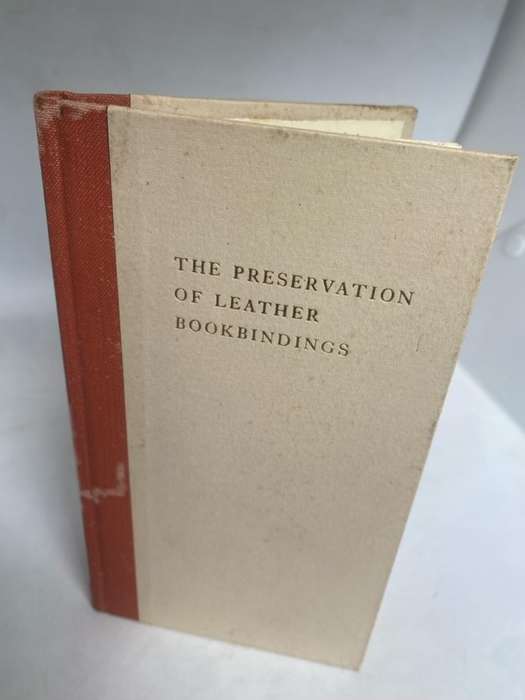 THE PRESERVATION
OF LEATHER
BOOKBINDINGS